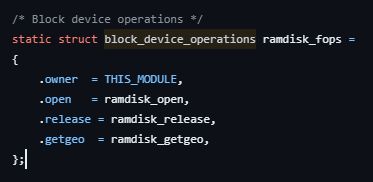 /* Block device operations */
static struct block_device_operations ramdisk_fops =
{
    .owner  = THIS_MODULE,
    .open   = ramdisk_open,
    .release = ramdisk_release,
    .getgeo  = ramdisk_getgeo,
};